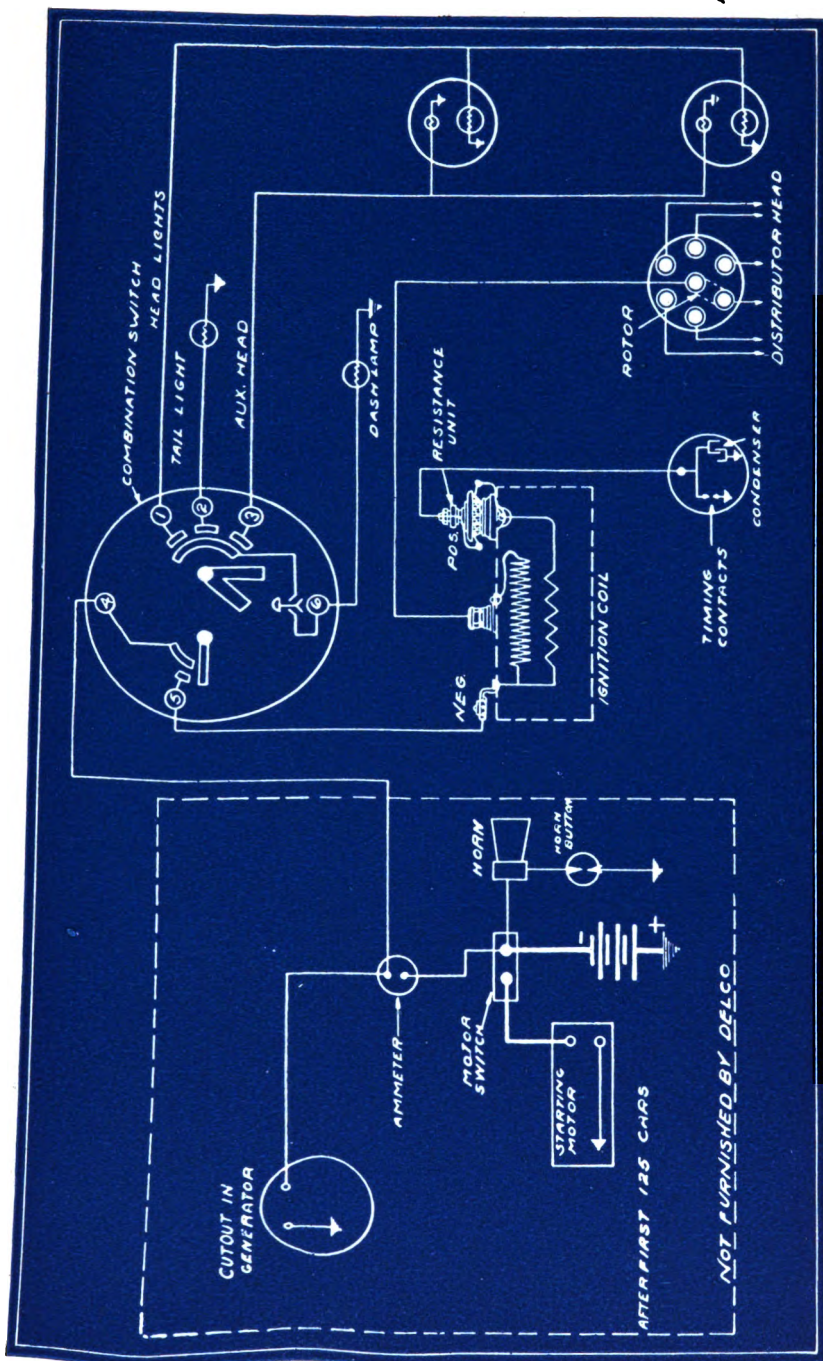 COMBINATION SWITCH
HEAD LIGHTS
TAIL LIGHT
AUX. HEAD
1
2
3
4
5
6
DASH LAMP
ROTOR
DISTRIBUTOR HEAD
RESISTANCE
UNIT
POS.
NEG.
IGNITION COIL
TIMING
CONTACTS
CONDENSER
CUTOUT IN
GENERATOR
AMMETER
MOTOR
SWITCH
HORN
HORN
BUTTON
-
+
STARTING
MOTOR
AFTER FIRST 125 CARS
NOT FURNISHED BY DELCO